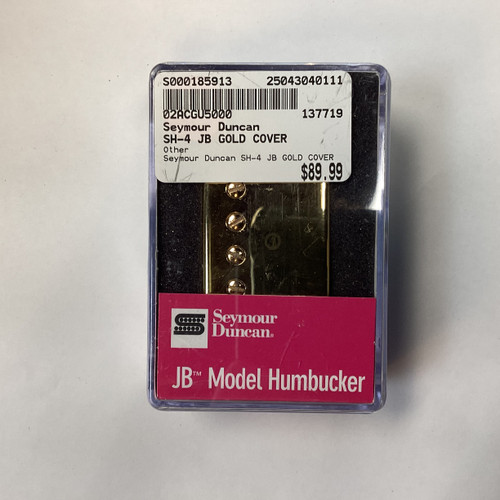 S000185913 25043040111
02ACGU5000 137719
Seymour Duncan
SH-4 JB GOLD COVER
Other
Seymour Duncan SH-4 JB GOLD COVER
$89.99
Seymour
Duncan®
JB™ Model Humbucker